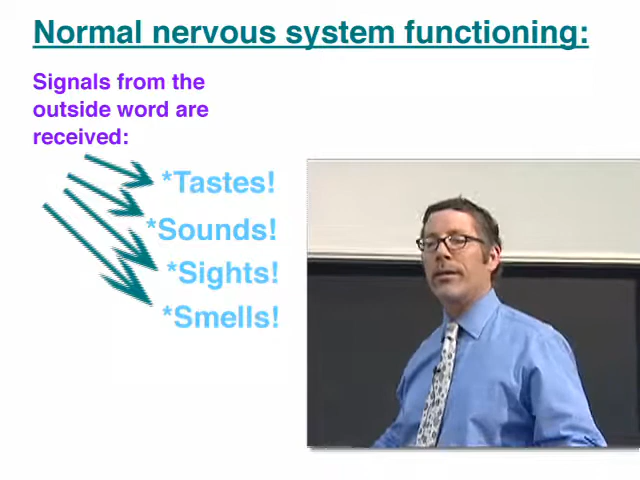 Normal nervous system functioning:
Signals from the
outside word are
received:
*Tastes!
*Sounds!
*Sights!
*Smells!